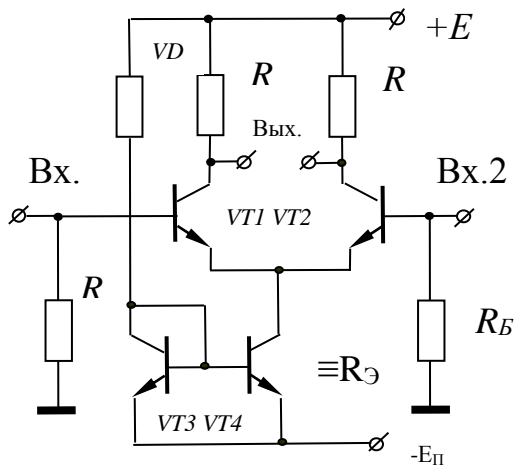 +E
VD
R
R
Вых.
Вх.
Вх.2
VT1 VT2
R
R_Б
≡R_Э
VT3 VT4
-E_П